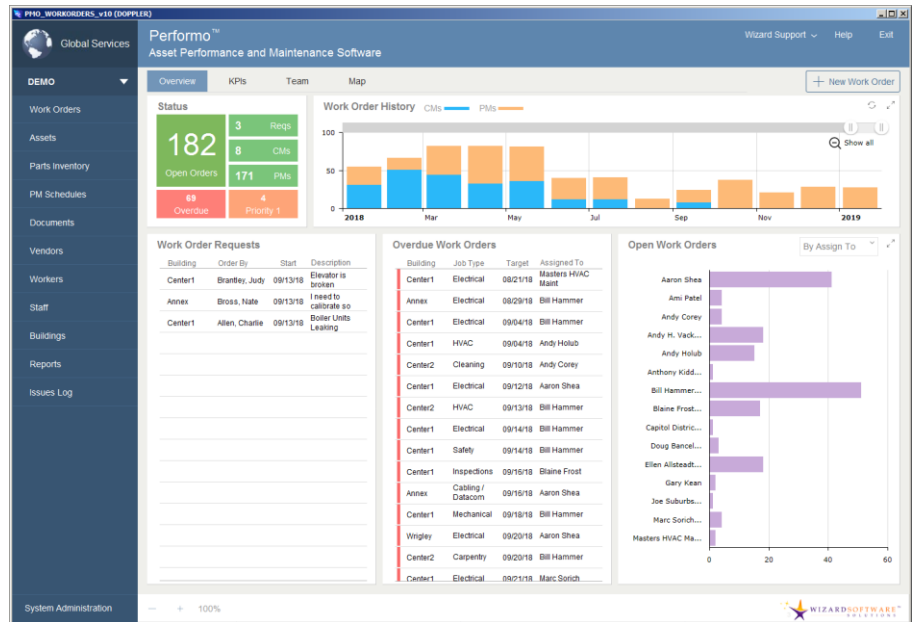 PMO_WORKORDERS_v10 (DOPPLER)
Global Services
Performo™
Asset Performance and Maintenance Software
Wizard Support Help Exit
DEMO
Work Orders
Assets
Parts Inventory
PM Schedules
Documents
Vendors
Workers
Staff
Buildings
Reports
Issues Log
System Administration
Overview KPIs Team Map
+ New Work Order
Status
182
Open Orders
3 Reqs
8 CMs
171 PMs
69
Overdue
4
Priority 1
Work Order History CMs PMs
Show all
100
50
0
2018 Mar May Jul Sep Nov 2019
Work Order Requests
Building Order By Start Description
Center1 Brantley, Judy 09/13/18 Elevator is
broken
Annex Bross, Nate 09/13/18 I need to
calibrate so
Center1 Allen, Charlie 09/13/18 Boiler Units
Leaking
Overdue Work Orders
Building Job Type Target Assigned To
Center1 Electrical 08/21/18 Masters HVAC
Maint
Annex Electrical 08/29/18 Bill Hammer
Center1 Electrical 09/04/18 Bill Hammer
Center1 HVAC 09/04/18 Andy Holub
Center2 Cleaning 09/10/18 Andy Corey
Center1 Electrical 09/12/18 Aaron Shea
Center2 HVAC 09/13/18 Bill Hammer
Center1 Electrical 09/14/18 Bill Hammer
Center1 Safety 09/14/18 Bill Hammer
Center1 Inspections 09/15/18 Blaine Frost
Annex Cabling /
Datacom 09/15/18 Aaron Shea
Center1 Mechanical 09/18/18 Bill Hammer
Wrigley Electrical 09/20/18 Aaron Shea
Center2 Carpentry 09/20/18 Bill Hammer
Center1 Electrical 09/21/18 Marc Sorich
Open Work Orders
By Assign To
Aaron Shea
Ami Patel
Andy Corey
Andy H. Vack...
Andy Holub
Anthony Kidd...
Bill Hammer...
Blaine Frost...
Capitol Distric...
Doug Bancel...
Ellen Allsteadt...
Gary Kean
Joe Suburbs...
Marc Sorich...
Masters HVAC Ma...
0 20 40 60
− + 100%
WIZARDSOFTWARE™
SOLUTIONS